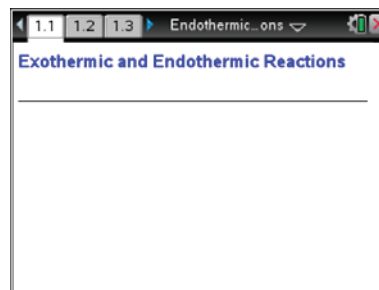 1.1 1.2 1.3 Endothermic...ons
Exothermic and Endothermic Reactions